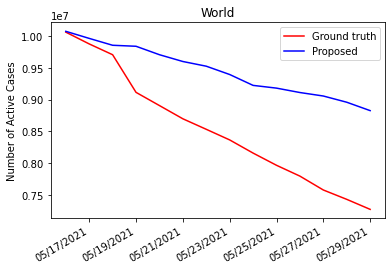 World
1e7
Ground truth
Proposed
1.00
0.95
0.90
0.85
0.80
0.75
Number of Active Cases
05/17/2021
05/19/2021
05/21/2021
05/23/2021
05/25/2021
05/27/2021
05/29/2021